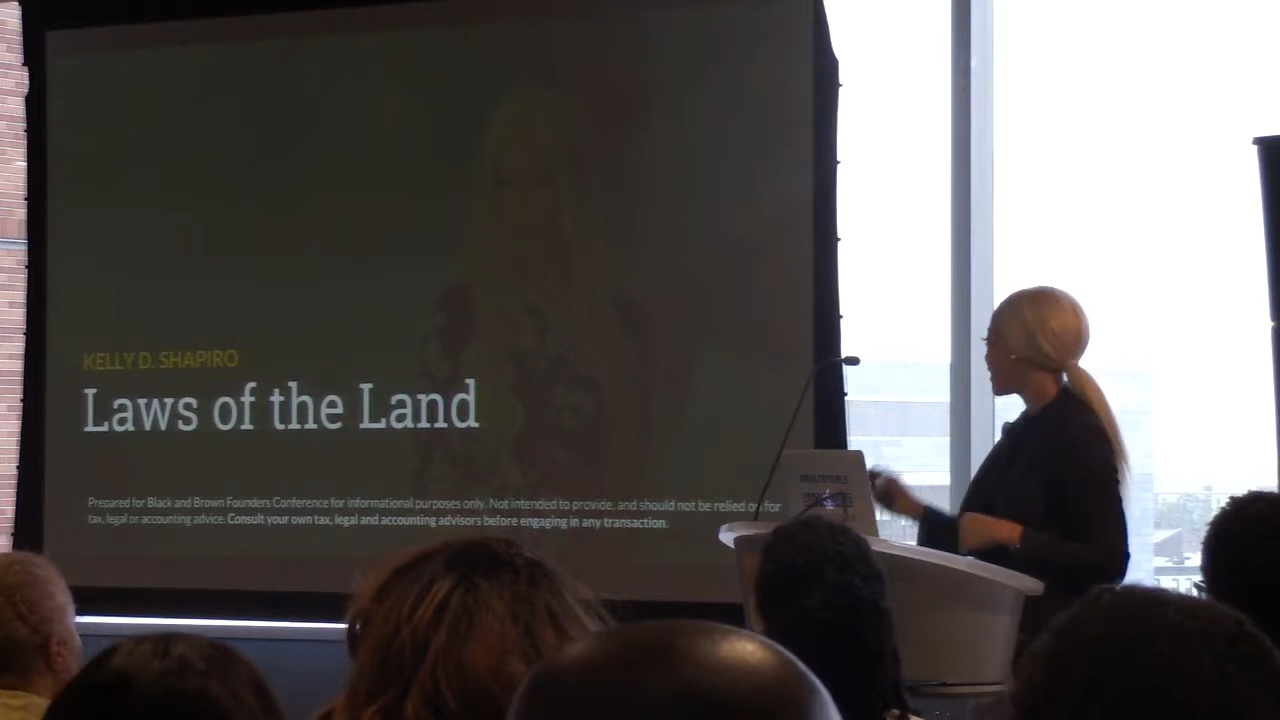 KELLY D. SHAPIRO
Laws of the Land
Prepared for Black and Brown Founders Conference for informational purposes only. Not intended to provide, and should not be relied on for
tax, legal or accounting advice. Consult your own tax, legal and accounting advisors before engaging in any transaction.